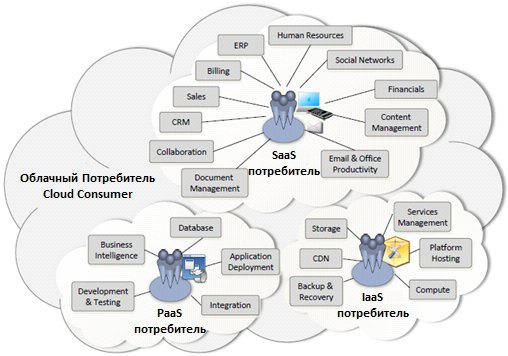 Human Resources
ERP
Social Networks
Billing
Financials
Sales
Content
Management
CRM
Collaboration
SaaS
потребитель
Email & Office
Productivity
Document
Management
Облачный Потребитель
Cloud Consumer
Database
Business
Intelligence
Application
Deployment
Development
& Testing
Integration
PaaS
потребитель
Services
Management
Storage
Platform
Hosting
CDN
Backup &
Recovery
Compute
IaaS
потребитель